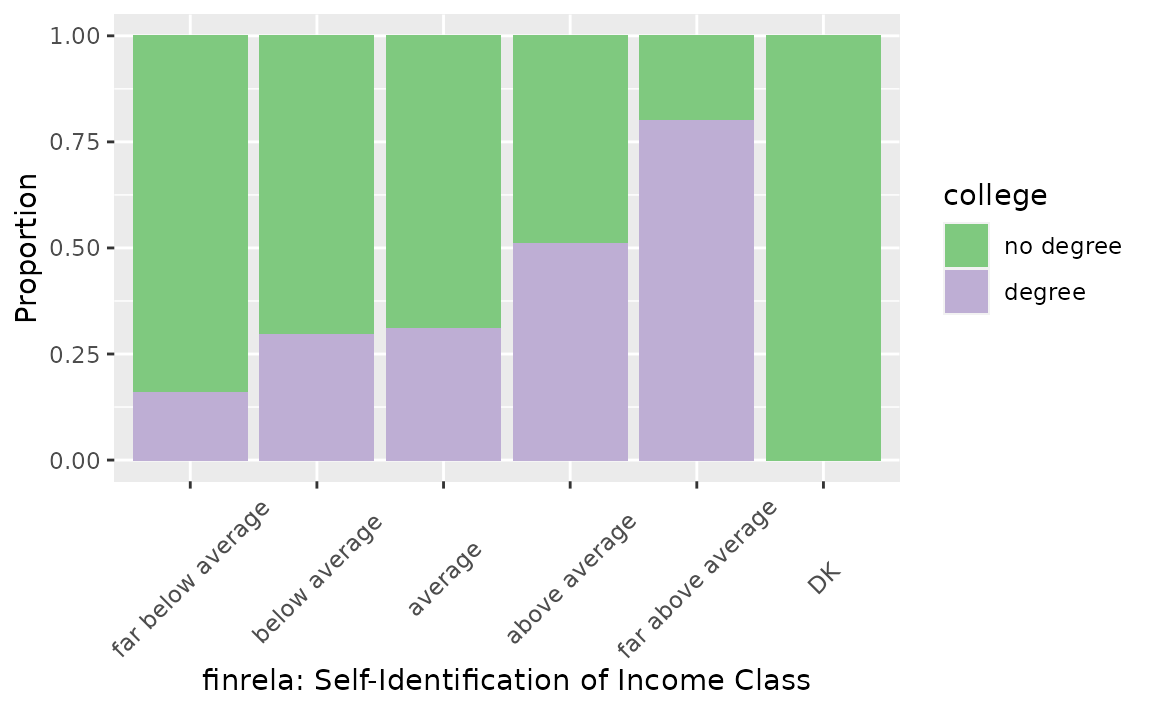 1.00
0.75
0.50
0.25
0.00
Proportion
far below average
below average
average
above average
far above average
DK
finrela: Self-Identification of Income Class
college
no degree
degree